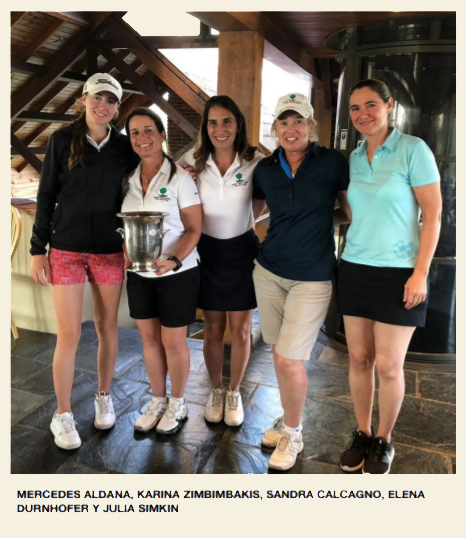 MERCEDES ALDANA, KARINA ZIMBIMBAKIS, SANDRA CALCAGNO, ELENA
DURNHOFER Y JULIA SIMKIN